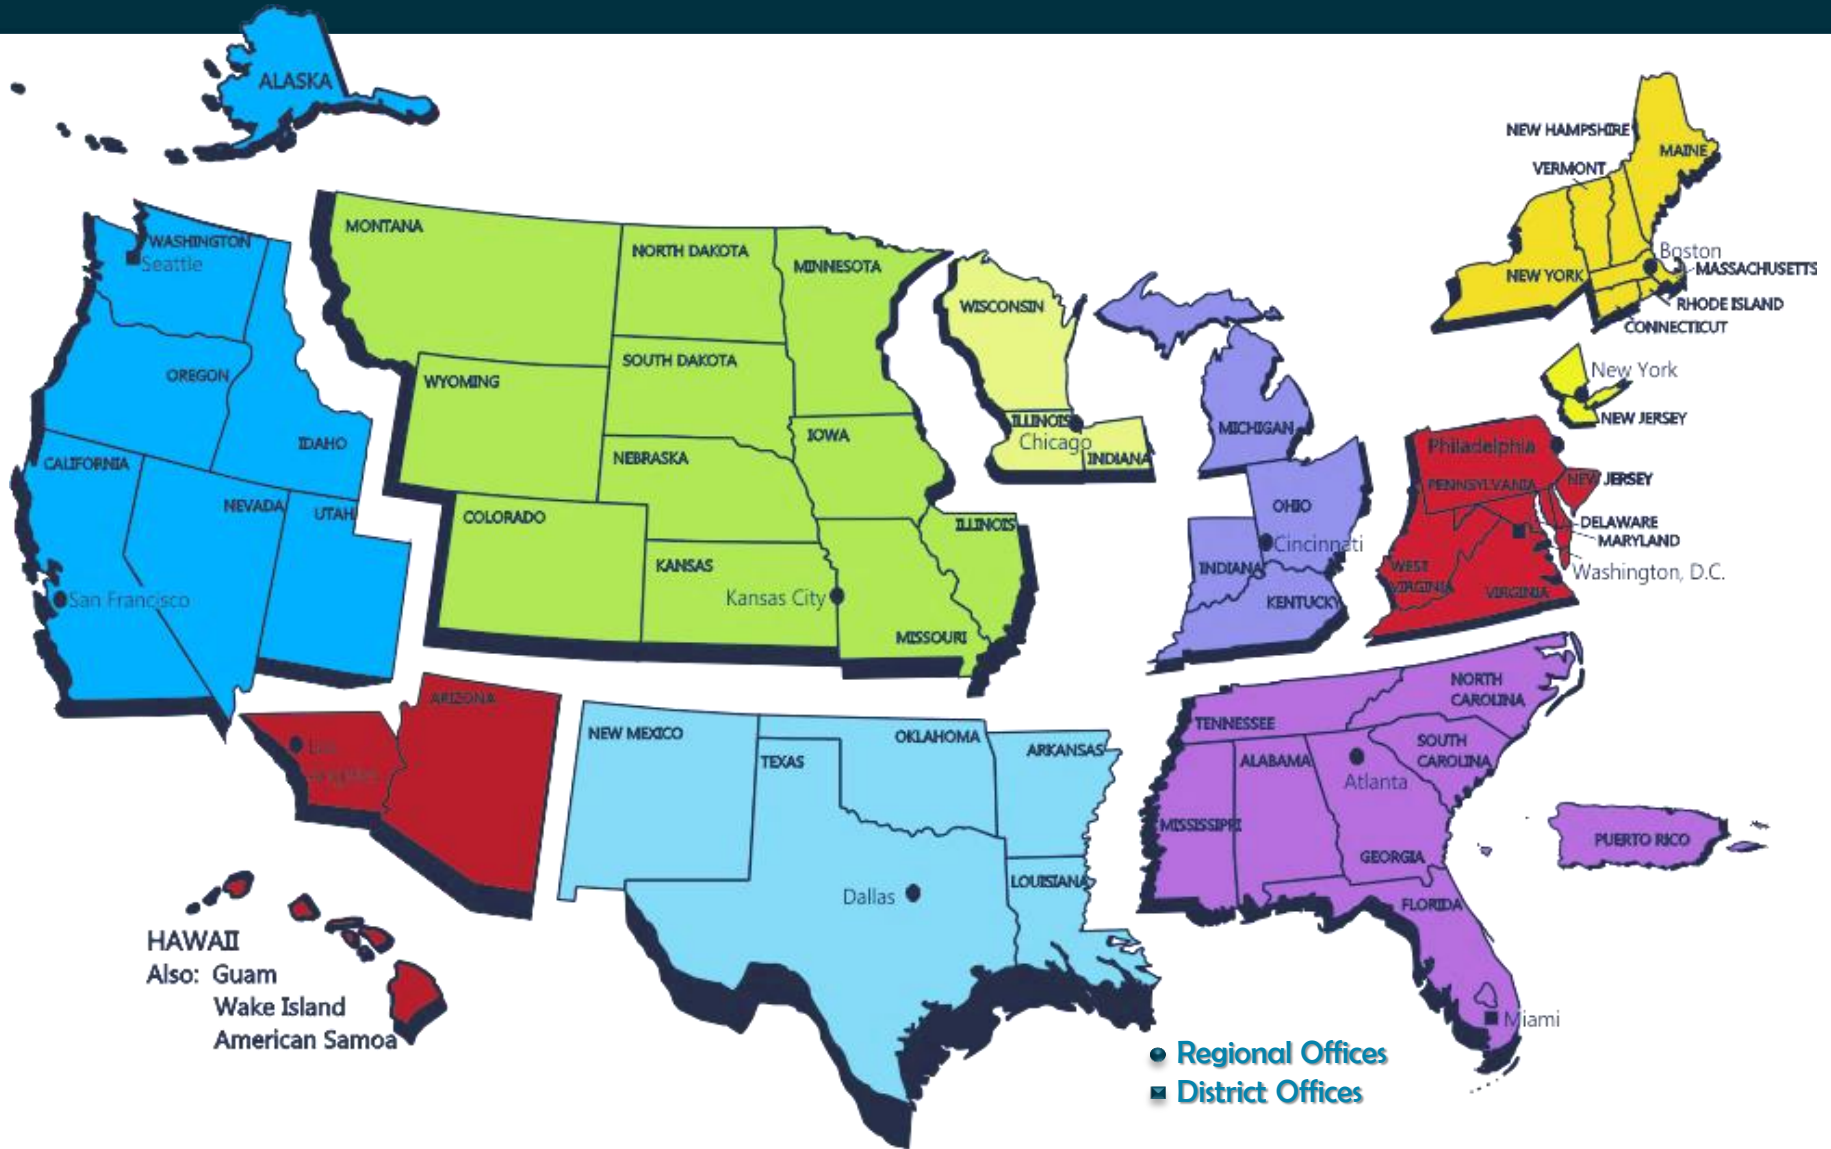 ALASKA
WASHINGTON
Seattle
OREGON
IDAHO
CALIFORNIA
NEVADA
UTAH
San Francisco
MONTANA
NORTH DAKOTA
MINNESOTA
WYOMING
SOUTH DAKOTA
IOWA
NEBRASKA
COLORADO
KANSAS
Kansas City
MISSOURI
ILLINOIS
WISCONSIN
ILLINOIS
Chicago
INDIANA
MICHIGAN
OHIO
Cincinnati
INDIANA
KENTUCKY
NEW HAMPSHIRE
VERMONT
MAINE
Boston
MASSACHUSETTS
NEW YORK
RHODE ISLAND
CONNECTICUT
New York
NEW JERSEY
Philadelphia
PENNSYLVANIA
NEW JERSEY
DELAWARE
MARYLAND
Washington, D.C.
WEST
VIRGINIA
VIRGINIA
ARIZONA
Los
Angeles
HAWAII
Also: Guam
Wake Island
American Samoa
NEW MEXICO
TEXAS
OKLAHOMA
ARKANSAS
LOUISIANA
Dallas
TENNESSEE
NORTH
CAROLINA
SOUTH
CAROLINA
ALABAMA
Atlanta
MISSISSIPPI
GEORGIA
FLORIDA
Miami
PUERTO RICO
Regional Offices
District Offices